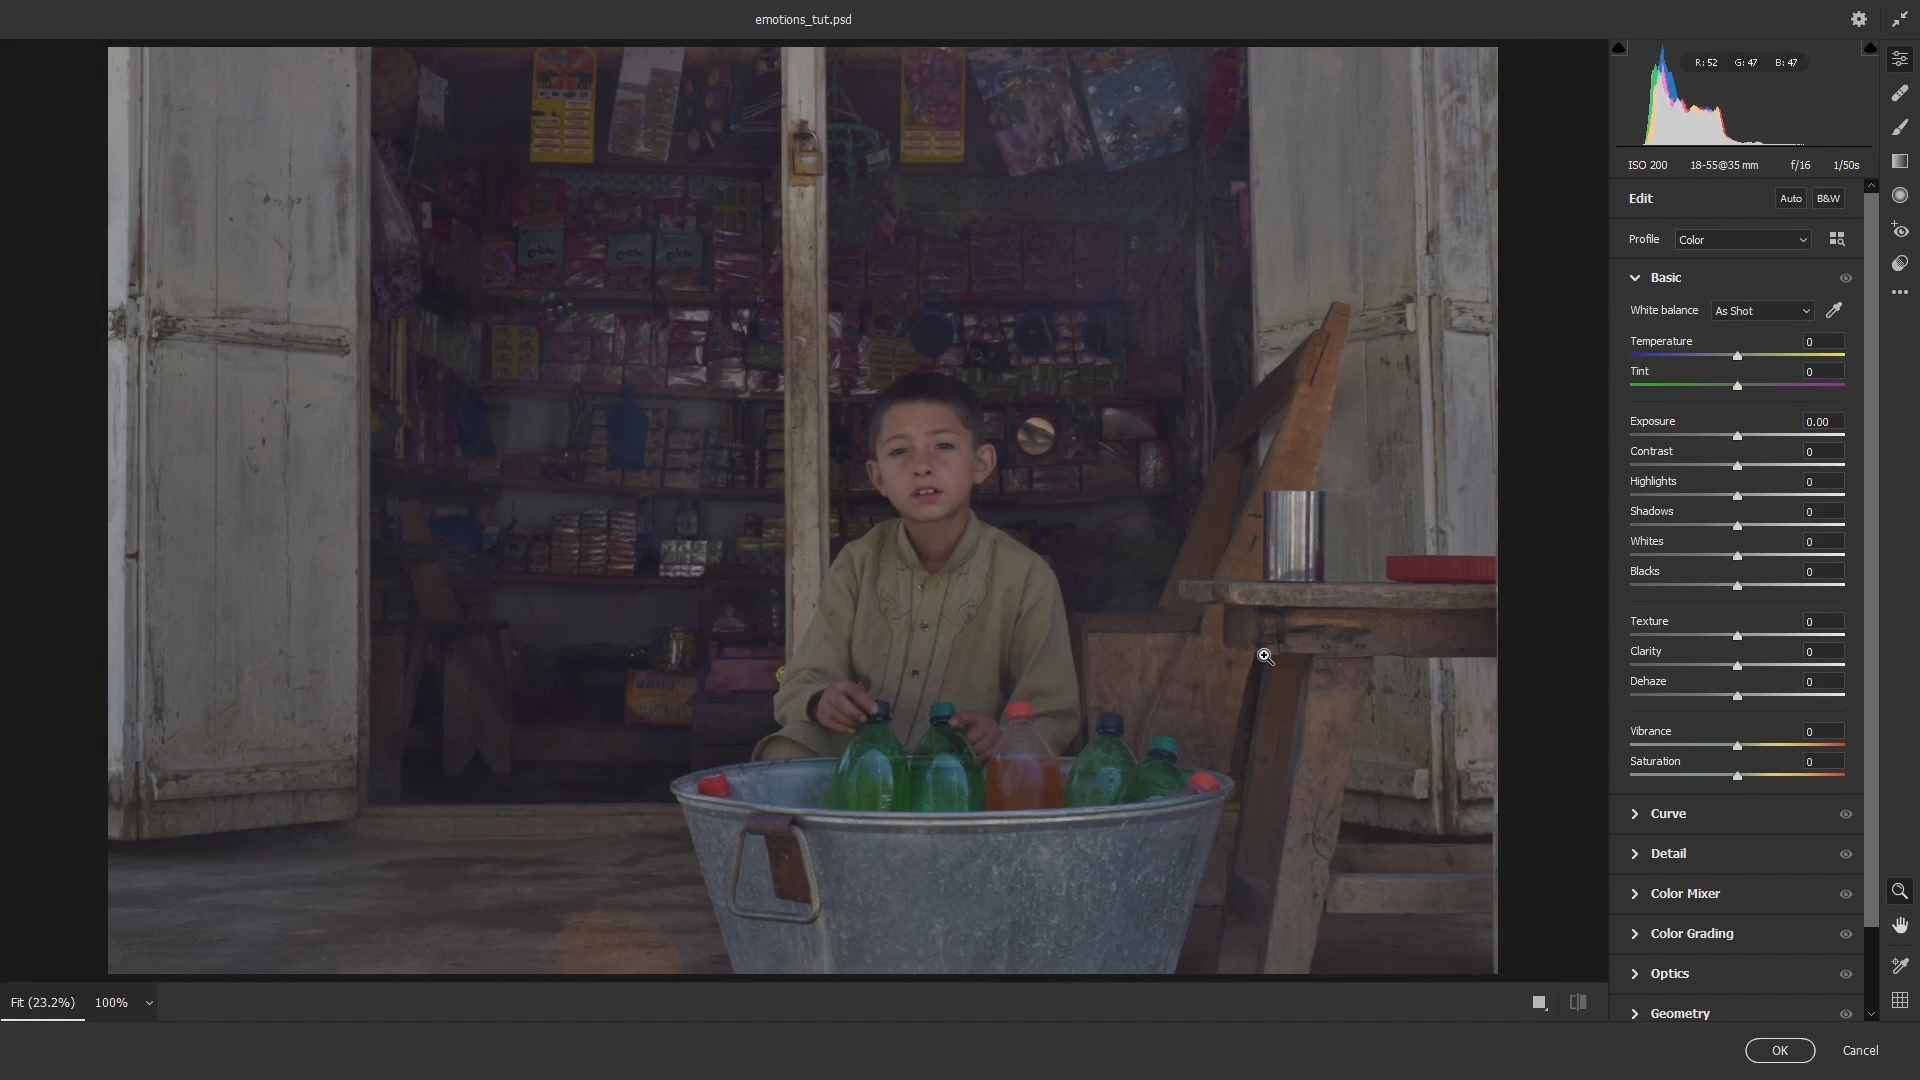 emotions_tut.psd
R: 52 G: 47 B: 47
ISO 200 18-55@35 mm f/16 1/50s
Edit Auto B&W
Profile Color
Basic
White balance As Shot
Temperature 0
Tint 0
Exposure 0.00
Contrast 0
Highlights 0
Shadows 0
Whites 0
Blacks 0
Texture 0
Clarity 0
Dehaze 0
Vibrance 0
Saturation 0
Curve
Detail
Color Mixer
Color Grading
Optics
Geometry
Fit (23.2%) 100%
OK Cancel